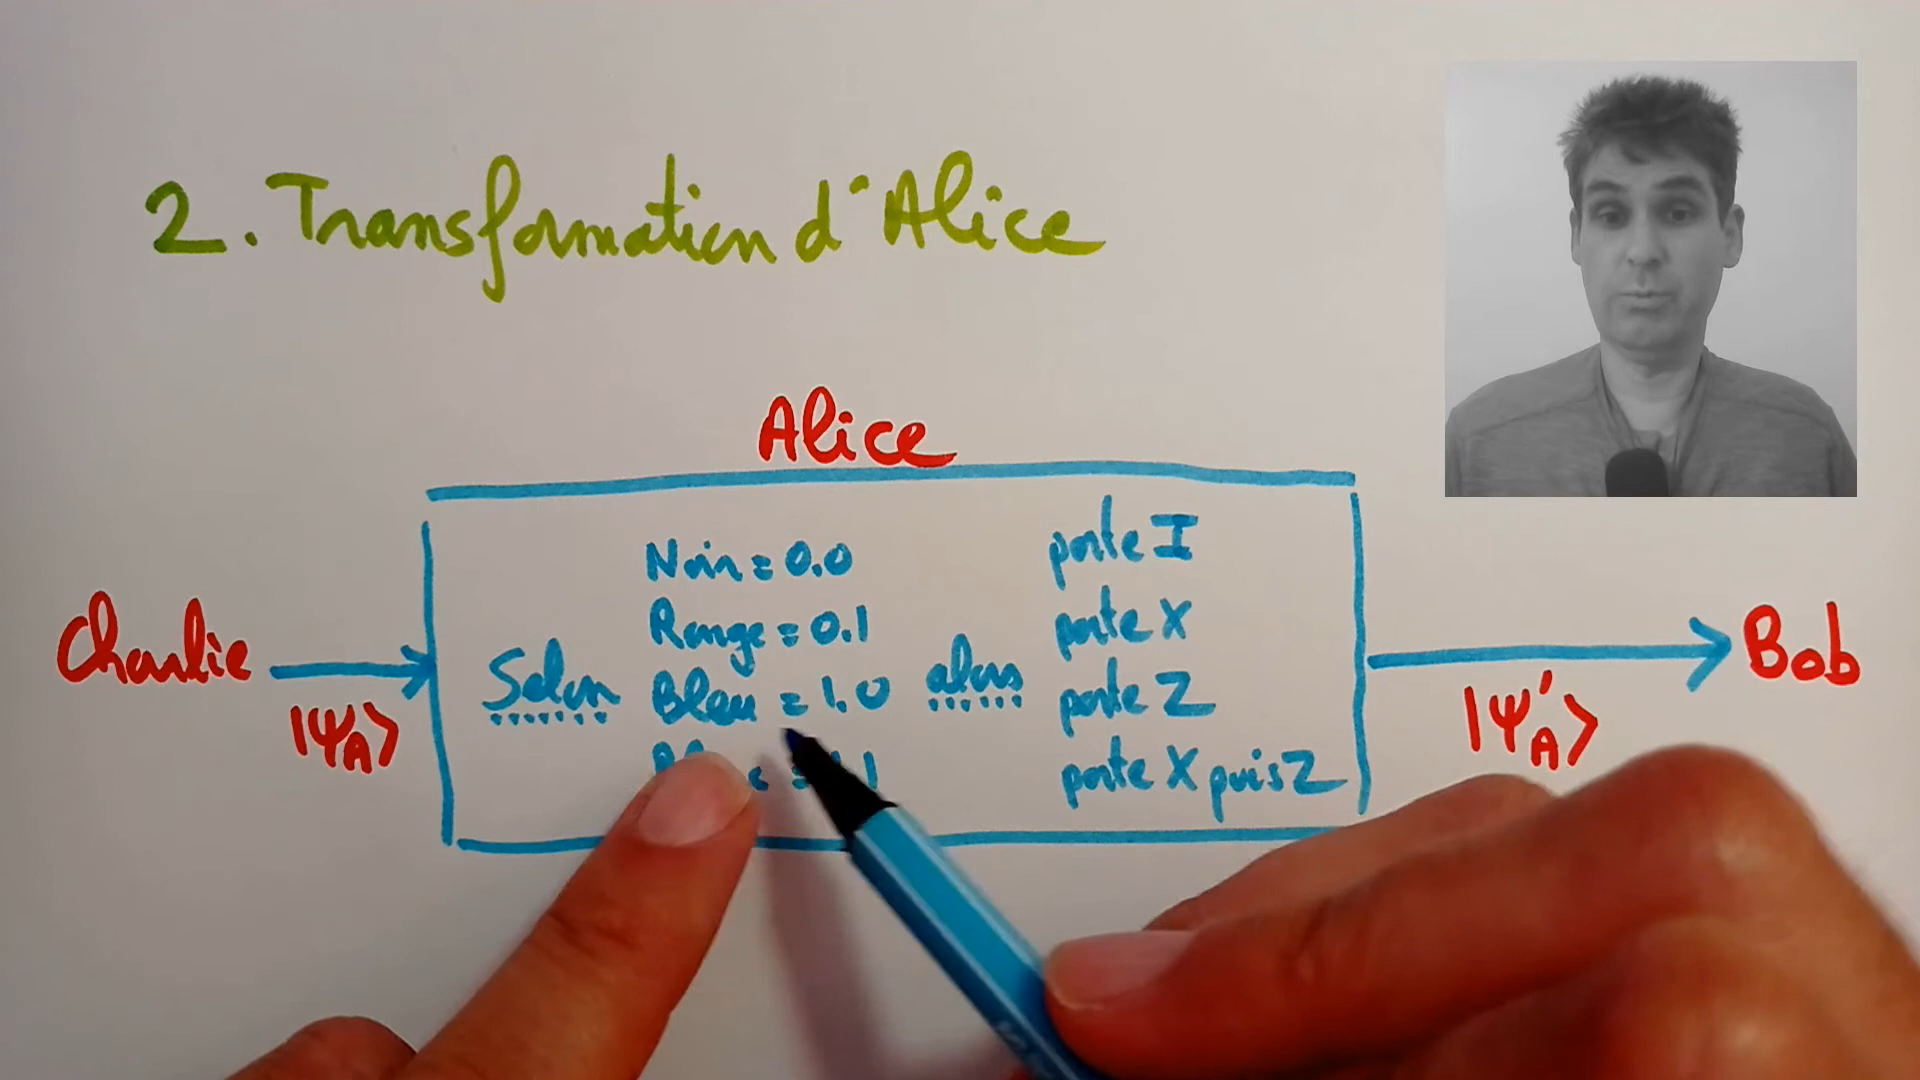 2. Transformation d'Alice
Alice
Noir = 0.0 porte I
Rouge = 0.1 porte X
Charlie Selon Bleu = 1.0 alors porte Z Bob
|ψA⟩ |ψ'A⟩
porte X puis Z